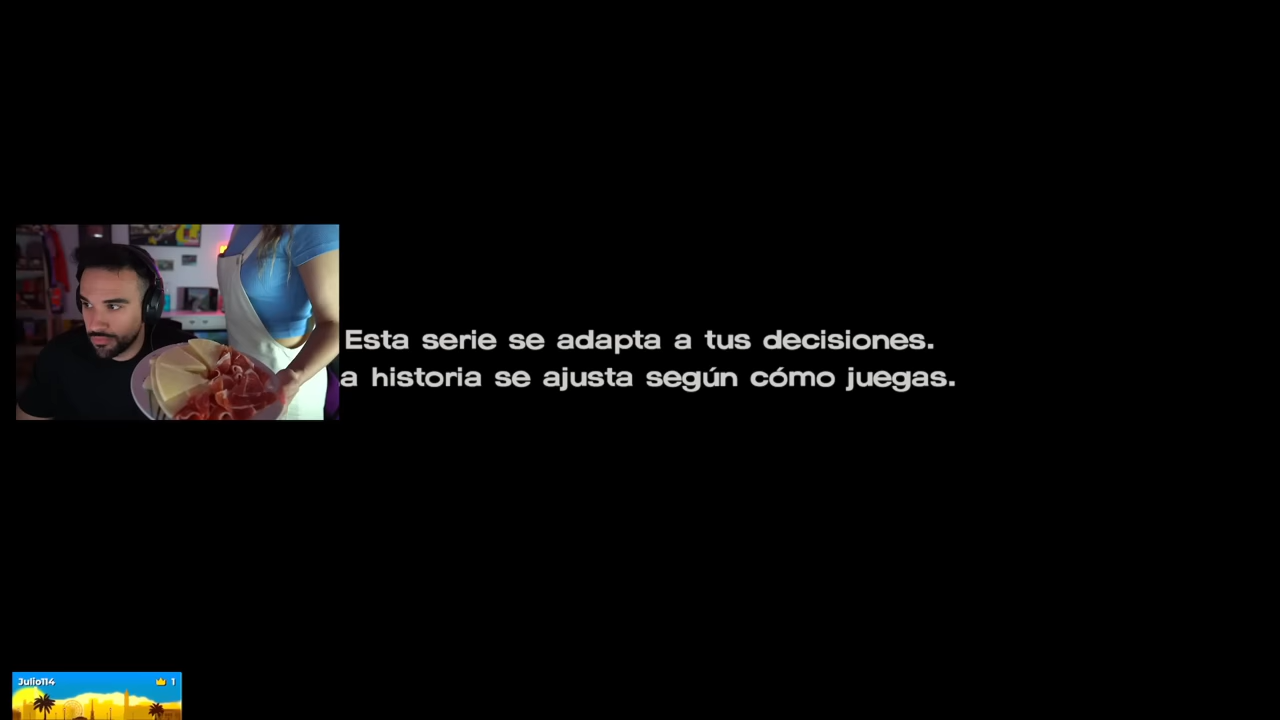 Esta serie se adapta a tus decisiones.
a historia se ajusta según cómo juegas.
Julio114
1